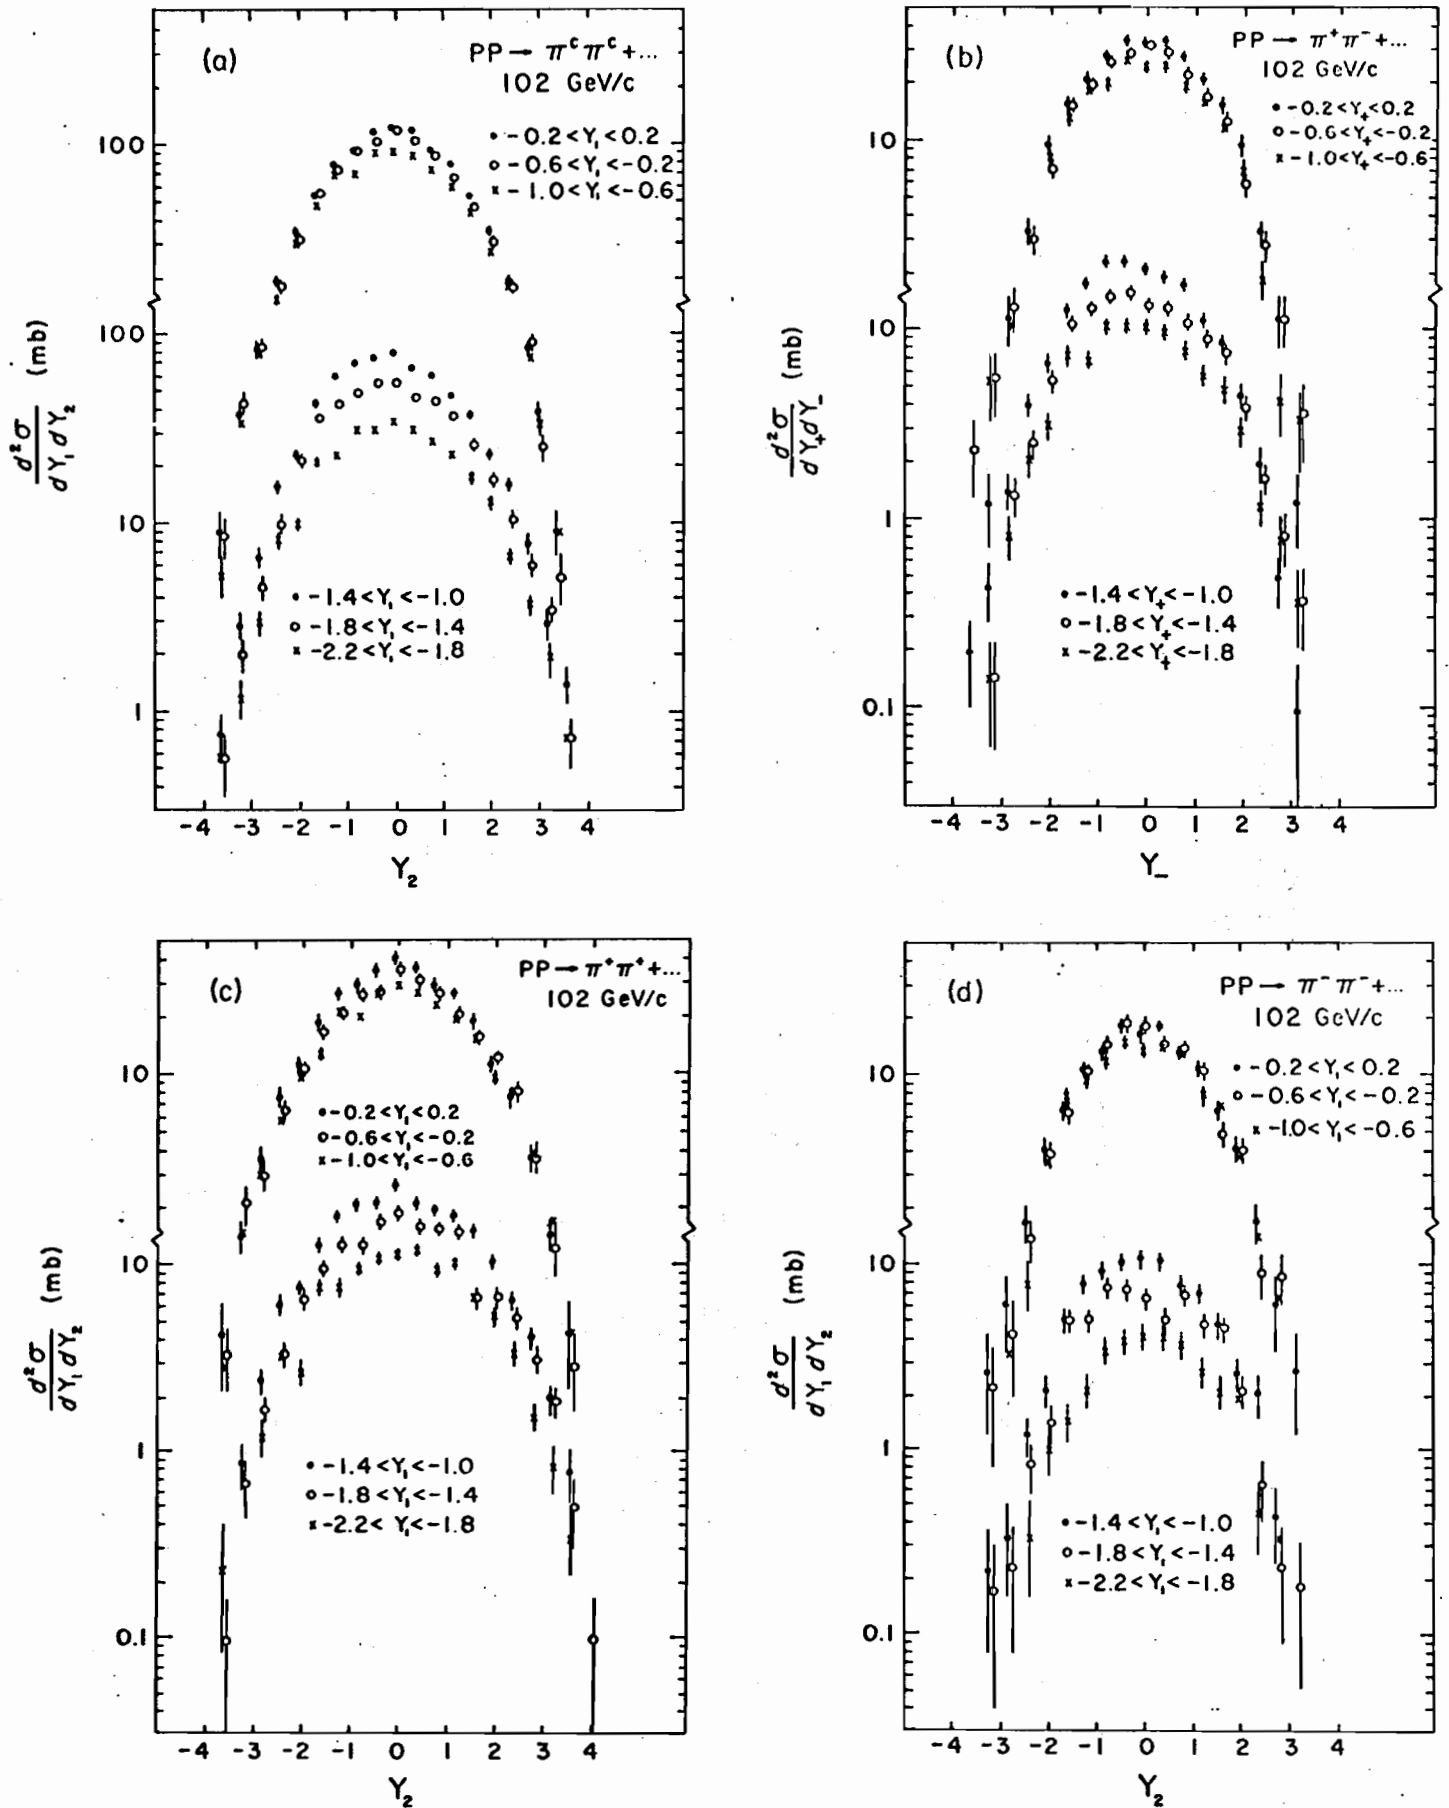 (a)
PP → πᶜ πᶜ +...
102 GeV/c
• -0.2<Y₁<0.2
○ -0.6<Y₁<-0.2
× -1.0<Y₁<-0.6
100
100
10
1
d²σ/dY₁dY₂ (mb)
• -1.4<Y₁<-1.0
○ -1.8<Y₁<-1.4
× -2.2<Y₁<-1.8
-4 -3 -2 -1 0 1 2 3 4
Y₂
(b)
PP → π⁺π⁻+...
102 GeV/c
• -0.2<Y₊<0.2
○ -0.6<Y₊<-0.2
× -1.0<Y₊<-0.6
10
10
1
0.1
d²σ/dY₊dY₋ (mb)
• -1.4<Y₊<-1.0
○ -1.8<Y₊<-1.4
× -2.2<Y₊<-1.8
-4 -3 -2 -1 0 1 2 3 4
Y₋
(c)
PP → π⁺π⁺+...
102 GeV/c
• -0.2<Y₁<0.2
○ -0.6<Y₁<-0.2
× -1.0<Y₁<-0.6
10
10
1
0.1
d²σ/dY₁dY₂ (mb)
• -1.4<Y₁<-1.0
○ -1.8<Y₁<-1.4
× -2.2<Y₁<-1.8
-4 -3 -2 -1 0 1 2 3 4
Y₂
(d)
PP → π⁻π⁻+...
102 GeV/c
• -0.2<Y₁<0.2
○ -0.6<Y₁<-0.2
× -1.0<Y₁<-0.6
10
10
1
0.1
d²σ/dY₁dY₂ (mb)
• -1.4<Y₁<-1.0
○ -1.8<Y₁<-1.4
× -2.2<Y₁<-1.8
-4 -3 -2 -1 0 1 2 3 4
Y₂